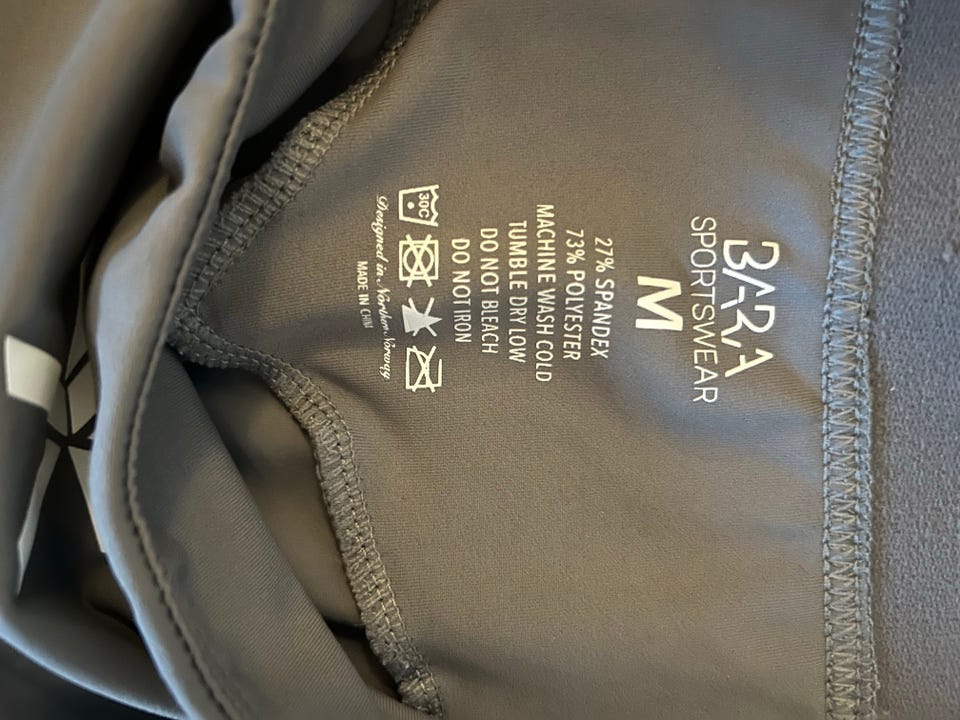 BARA
SPORTSWEAR
M
27% SPANDEX
73% POLYESTER
MACHINE WASH COLD
TUMBLE DRY LOW
DO NOT BLEACH
DO NOT IRON
30C
Designed in Northern Norway
MADE IN CHINA